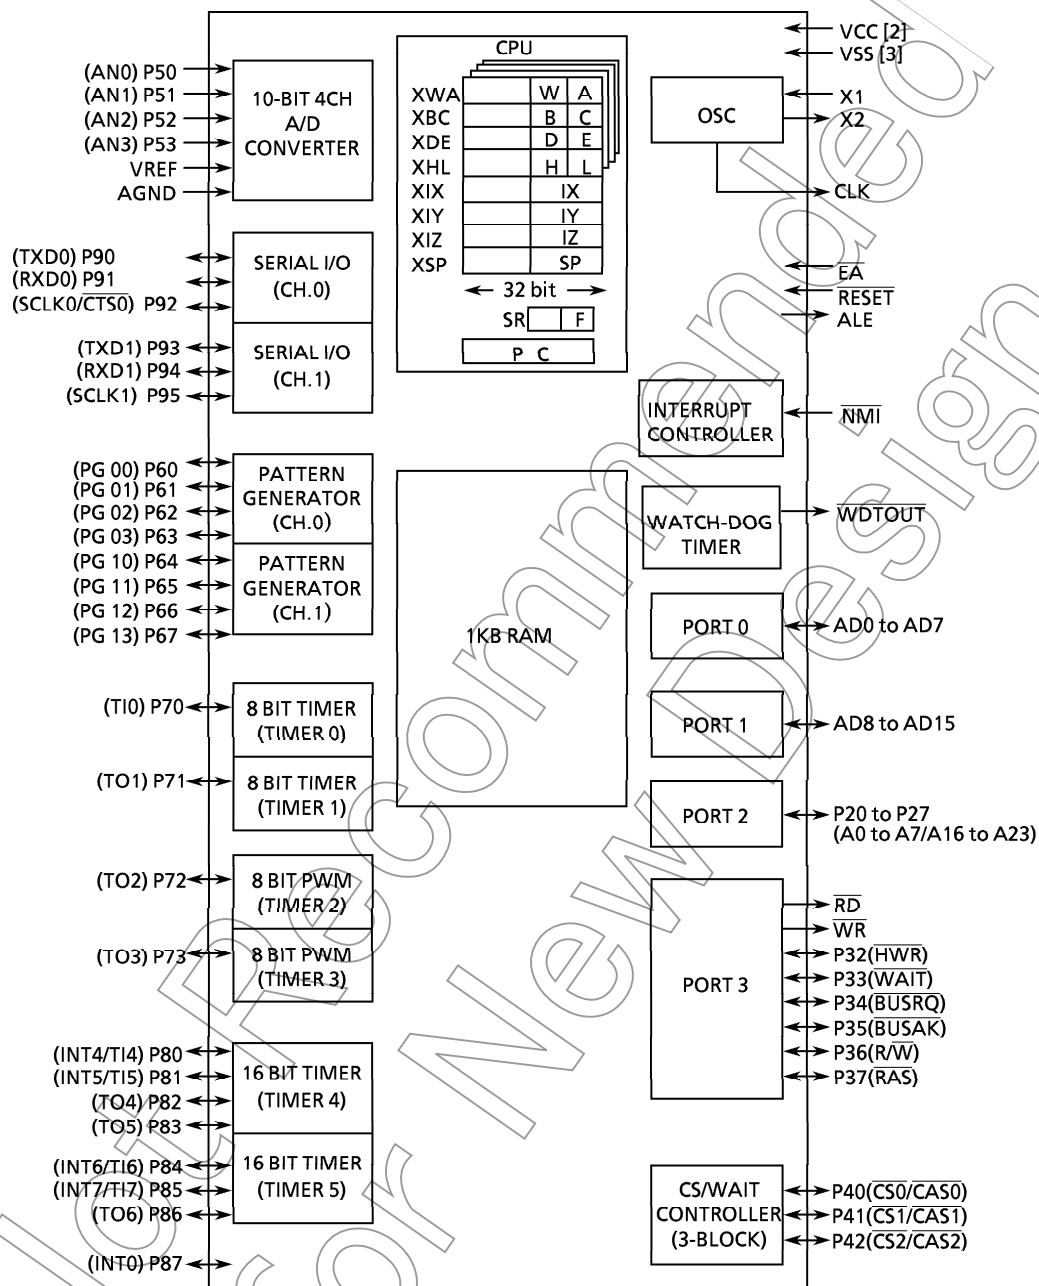 (AN0) P50
(AN1) P51
(AN2) P52
(AN3) P53
VREF
AGND
10-BIT 4CH
A/D
CONVERTER
(TXD0) P90
(RXD0) P91
(SCLK0/CTS0) P92
SERIAL I/O
(CH.0)
(TXD1) P93
(RXD1) P94
(SCLK1) P95
SERIAL I/O
(CH.1)
(PG 00) P60
(PG 01) P61
(PG 02) P62
(PG 03) P63
PATTERN
GENERATOR
(CH.0)
(PG 10) P64
(PG 11) P65
(PG 12) P66
(PG 13) P67
PATTERN
GENERATOR
(CH.1)
(TI0) P70
8 BIT TIMER
(TIMER 0)
(TO1) P71
8 BIT TIMER
(TIMER 1)
(TO2) P72
8 BIT PWM
(TIMER 2)
(TO3) P73
8 BIT PWM
(TIMER 3)
(INT4/TI4) P80
(INT5/TI5) P81
(TO4) P82
(TO5) P83
16 BIT TIMER
(TIMER 4)
(INT6/TI6) P84
(INT7/TI7) P85
(TO6) P86
16 BIT TIMER
(TIMER 5)
(INT0) P87
CPU
XWA W A
XBC B C
XDE D E
XHL H L
XIX IX
XIY IY
XIZ IZ
XSP SP
32 bit
SR F
P C
1KB RAM
VCC [2]
VSS [3]
OSC
X1
X2
CLK
EA
RESET
ALE
INTERRUPT
CONTROLLER
NMI
WATCH-DOG
TIMER
WDTOUT
PORT 0
AD0 to AD7
PORT 1
AD8 to AD15
PORT 2
P20 to P27
(A0 to A7/A16 to A23)
PORT 3
RD
WR
P32(HWR)
P33(WAIT)
P34(BUSRQ)
P35(BUSAK)
P36(R/W)
P37(RAS)
CS/WAIT
CONTROLLER
(3-BLOCK)
P40(CS0/CAS0)
P41(CS1/CAS1)
P42(CS2/CAS2)
ot Recommended
for New Design